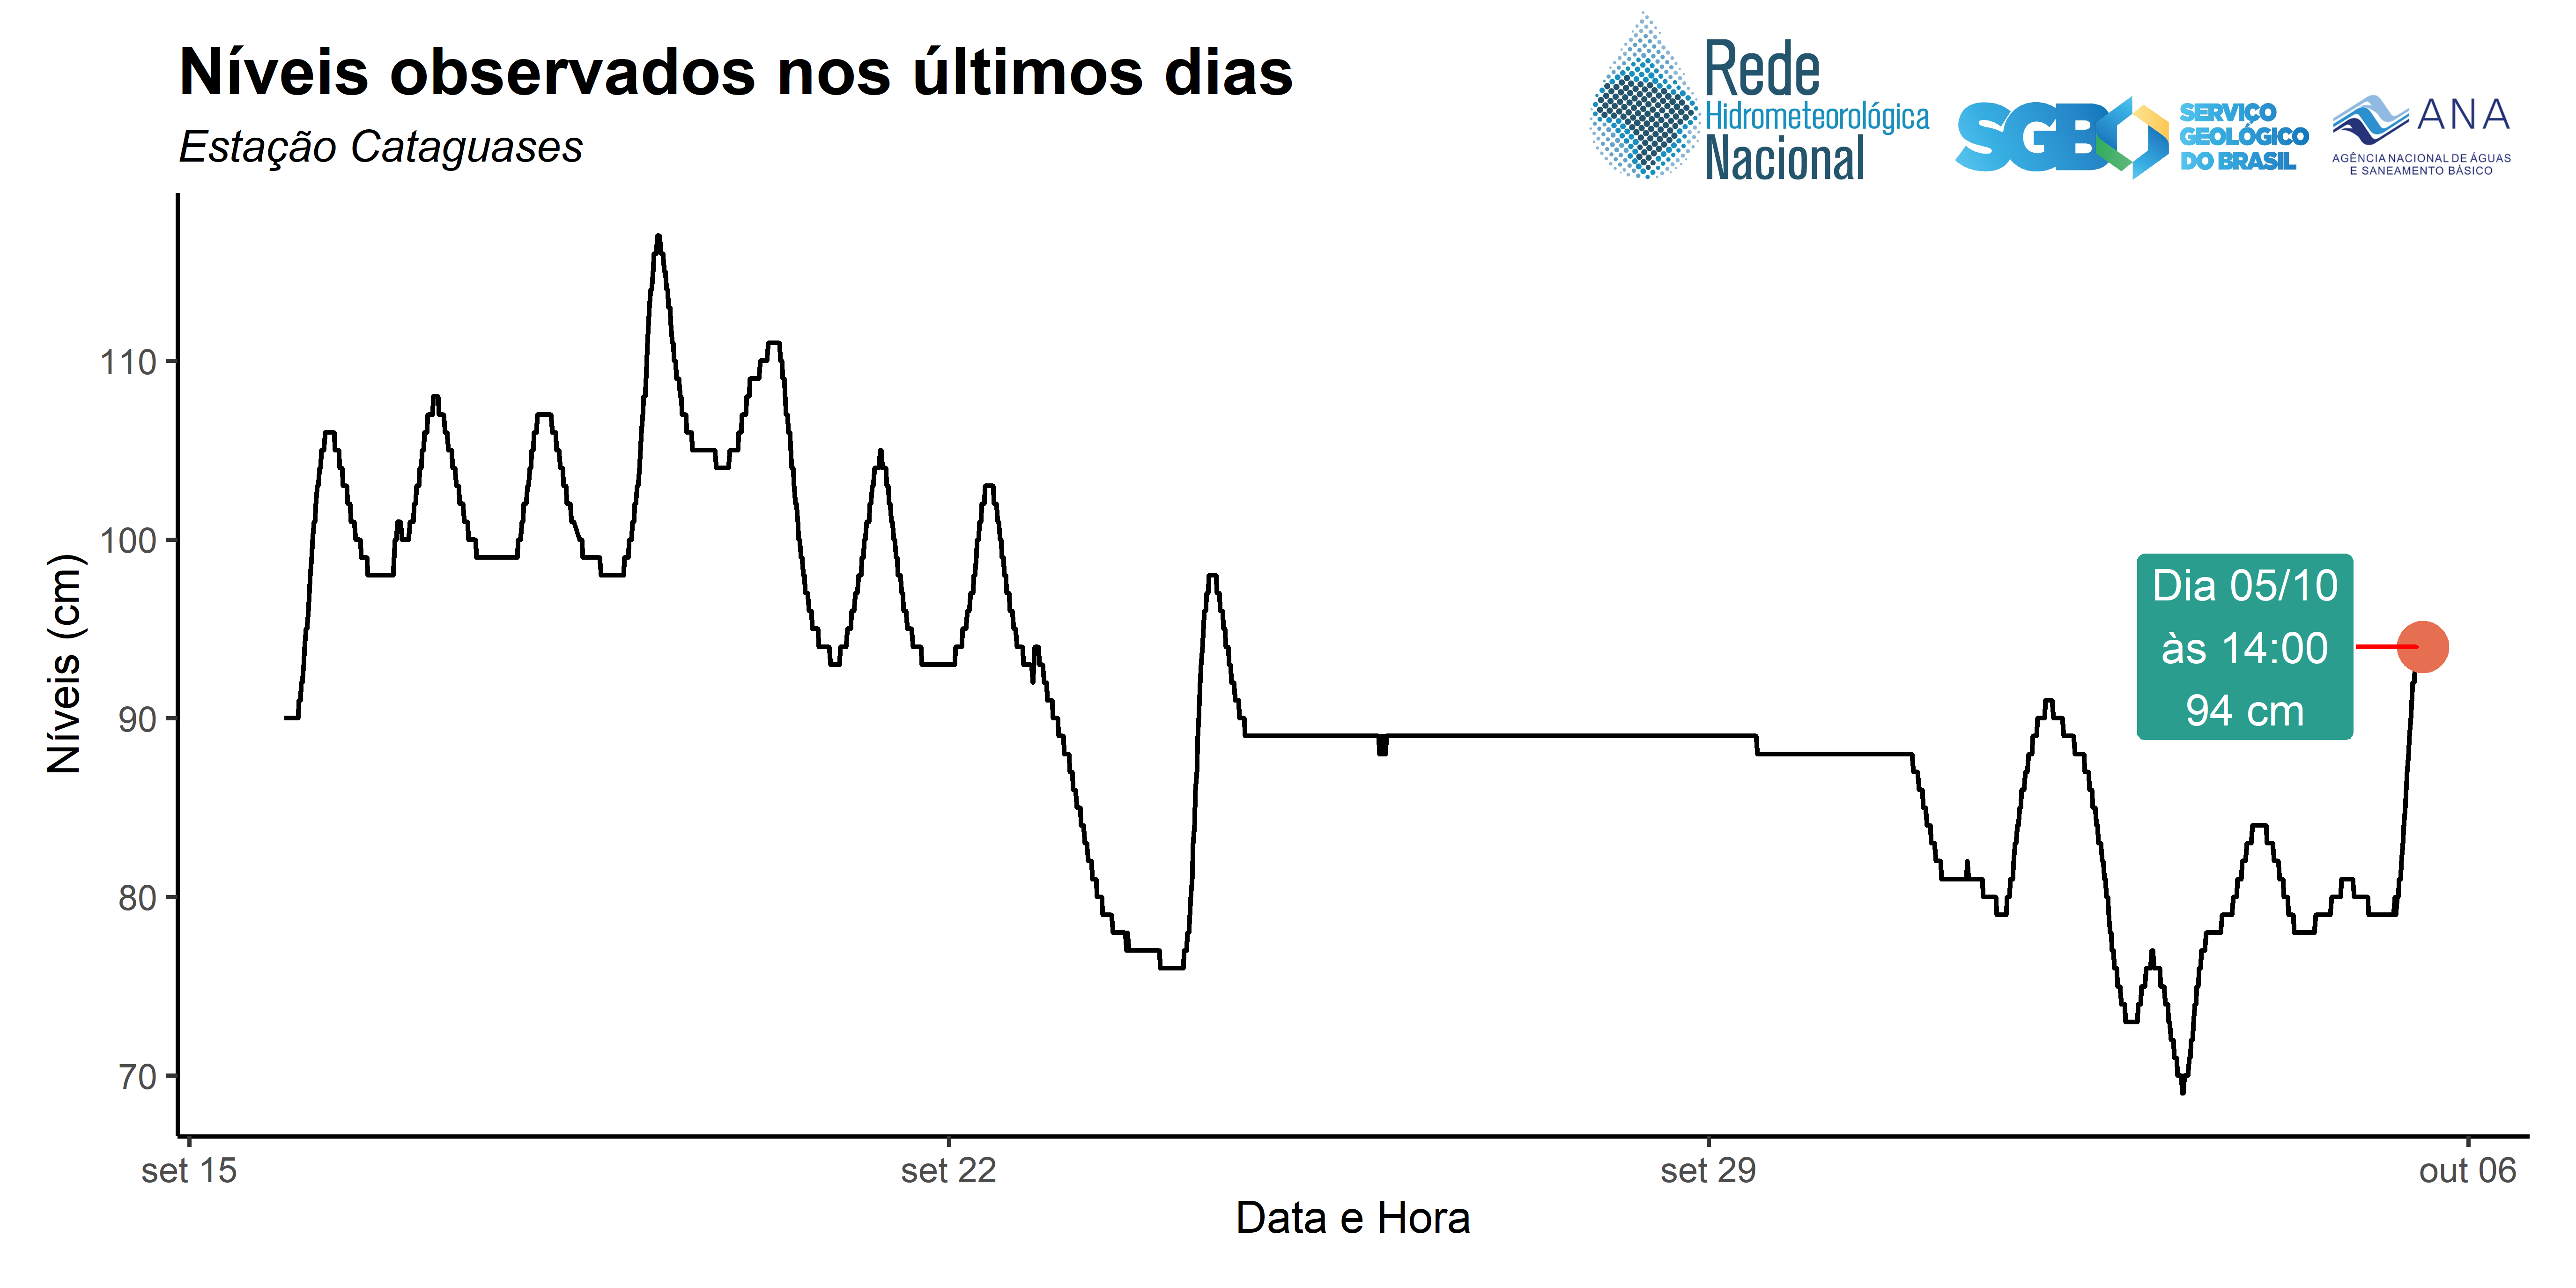 Níveis observados nos últimos dias
Estação Cataguases
Rede
Hidrometeorológica
Nacional
SGB
SERVIÇO
GEOLÓGICO
DO BRASIL
ANA
AGÊNCIA NACIONAL DE ÁGUAS
E SANEAMENTO BÁSICO
Níveis (cm)
110
100
90
80
70
Dia 05/10
às 14:00
94 cm
set 15
set 22
set 29
out 06
Data e Hora